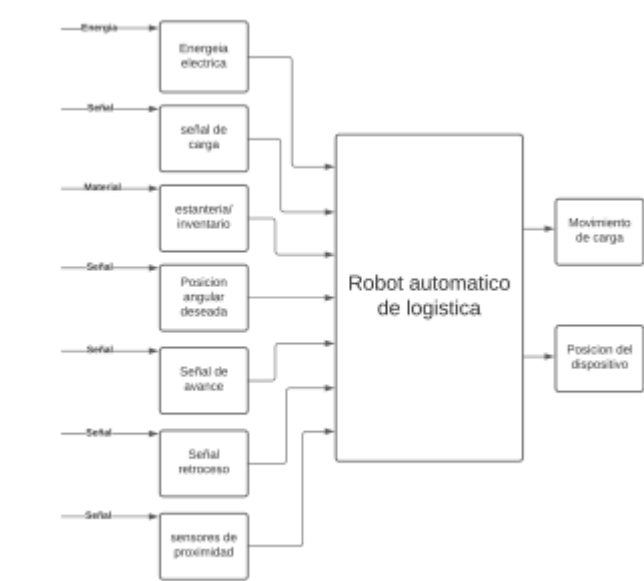 Energia
Energeia
electrica
Señal
señal de
carga
Material
estanteria/
inventario
Señal
Posicion
angular
deseada
Señal
Señal de
avance
Señal
Señal
retroceso
Señal
sensores de
proximidad
Robot automatico
de logistica
Movimiento
de carga
Posicion del
dispositivo